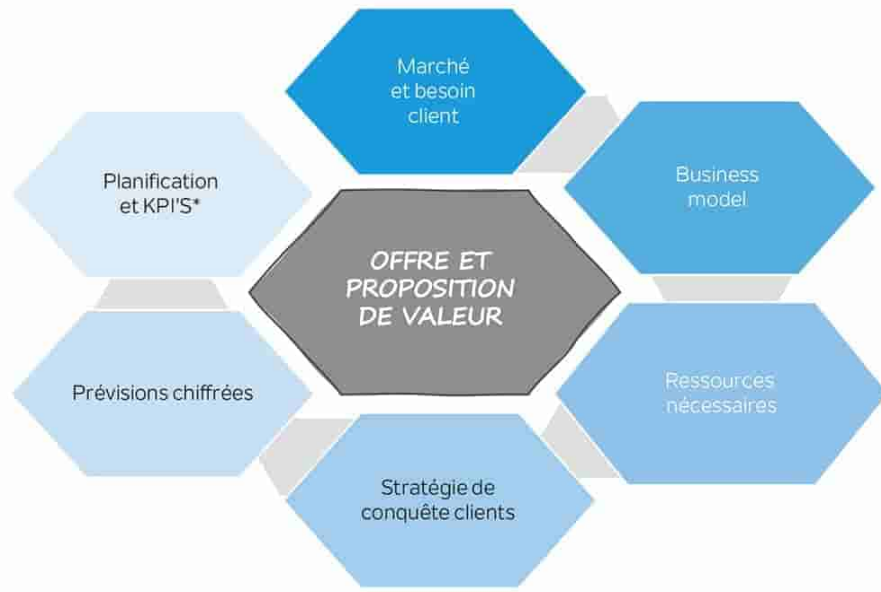 Marché
et besoin
client
Business
model
Ressources
nécessaires
Stratégie de
conquête clients
Prévisions chiffrées
Planification
et KPI'S*
OFFRE ET
PROPOSITION
DE VALEUR